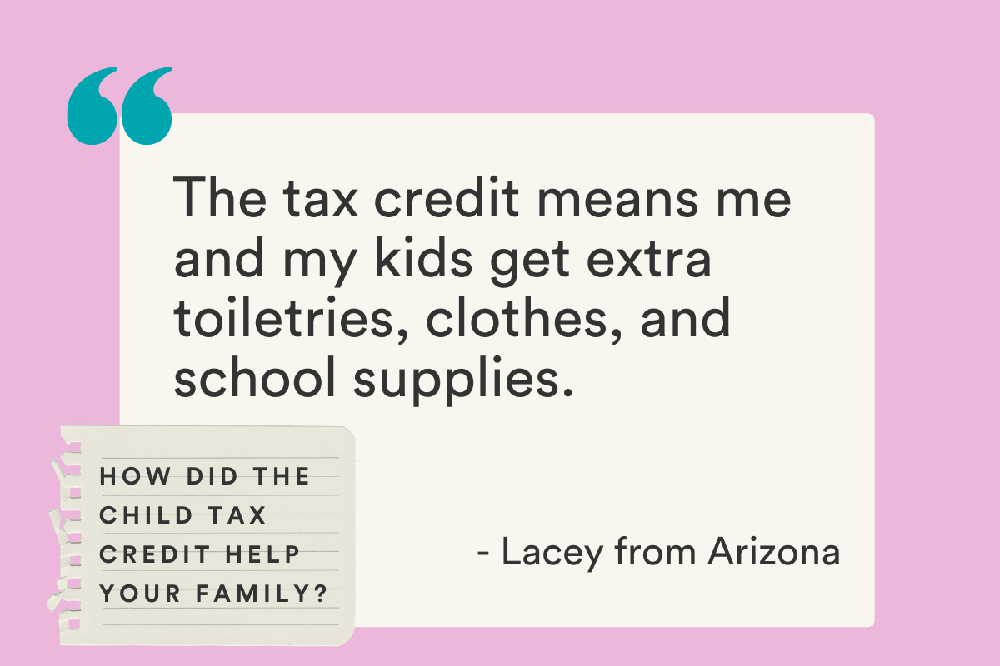 “
The tax credit means me
and my kids get extra
toiletries, clothes, and
school supplies.
- Lacey from Arizona
HOW DID THE
CHILD TAX
CREDIT HELP
YOUR FAMILY?